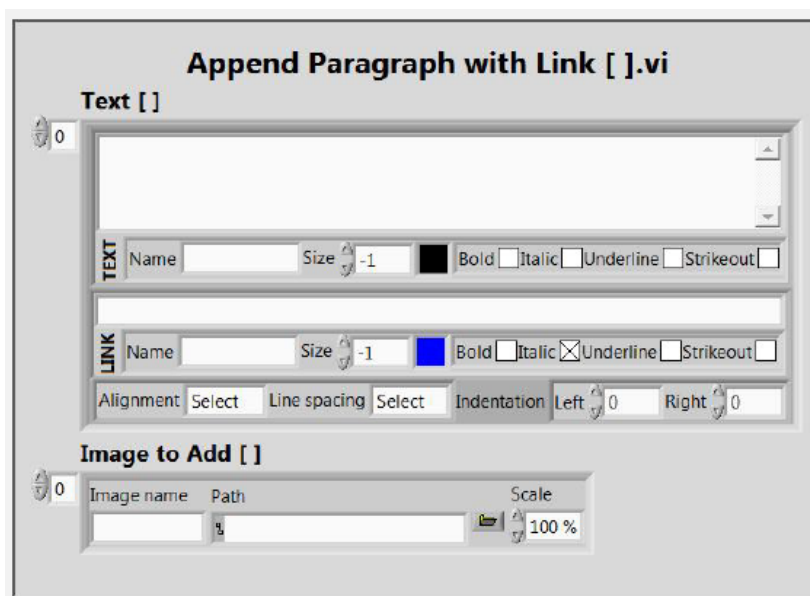 Append Paragraph with Link [ ].vi
Text [ ]
0
TEXT
Name Size -1 Bold Italic Underline Strikeout
LINK
Name Size -1 Bold Italic Underline Strikeout
Alignment Select Line spacing Select Indentation Left 0 Right 0
Image to Add [ ]
0
Image name Path Scale
100 %